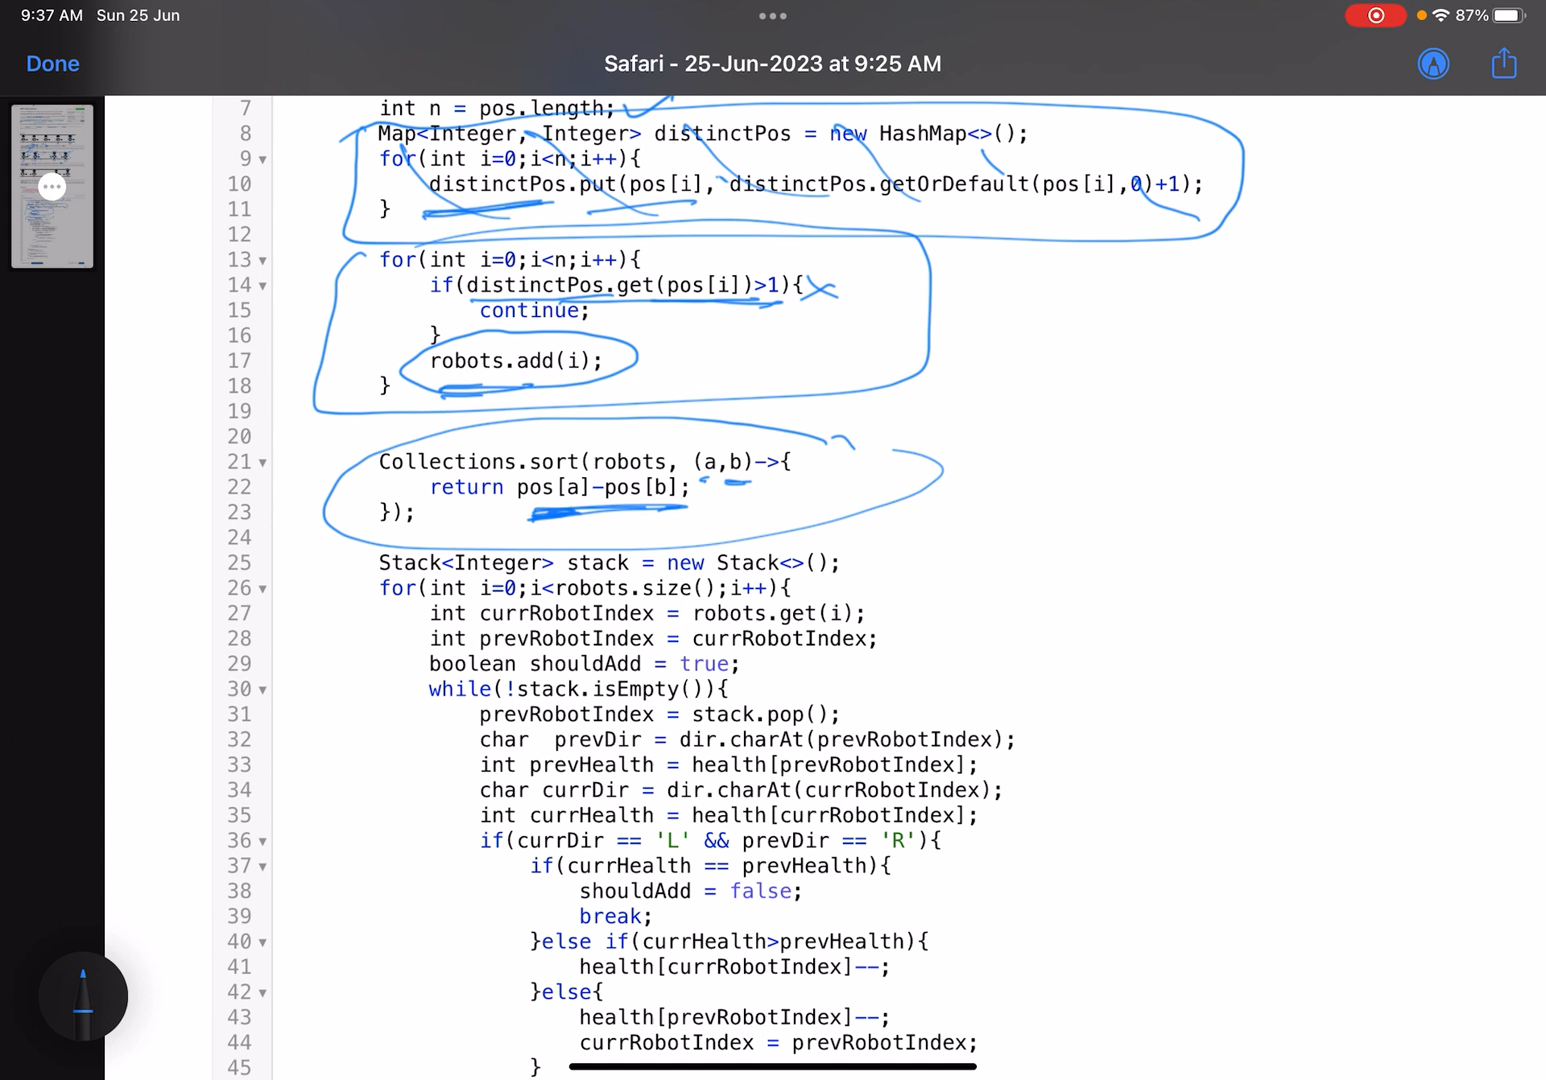 9:37 AM Sun 25 Jun
87%
Done
Safari - 25-Jun-2023 at 9:25 AM
7 int n = pos.length;
8 Map<Integer, Integer> distinctPos = new HashMap<>();
9 for(int i=0;i<n;i++){
10 distinctPos.put(pos[i], distinctPos.getOrDefault(pos[i],0)+1);
11 }
12
13 for(int i=0;i<n;i++){
14 if(distinctPos.get(pos[i])>1){
15 continue;
16 }
17 robots.add(i);
18 }
19
20
21 Collections.sort(robots, (a,b)->{
22 return pos[a]-pos[b];
23 });
24
25 Stack<Integer> stack = new Stack<>();
26 for(int i=0;i<robots.size();i++){
27 int currRobotIndex = robots.get(i);
28 int prevRobotIndex = currRobotIndex;
29 boolean shouldAdd = true;
30 while(!stack.isEmpty()){
31 prevRobotIndex = stack.pop();
32 char  prevDir = dir.charAt(prevRobotIndex);
33 int prevHealth = health[prevRobotIndex];
34 char currDir = dir.charAt(currRobotIndex);
35 int currHealth = health[currRobotIndex];
36 if(currDir == 'L' && prevDir == 'R'){
37 if(currHealth == prevHealth){
38 shouldAdd = false;
39 break;
40 }else if(currHealth>prevHealth){
41 health[currRobotIndex]--;
42 }else{
43 health[prevRobotIndex]--;
44 currRobotIndex = prevRobotIndex;
45 }